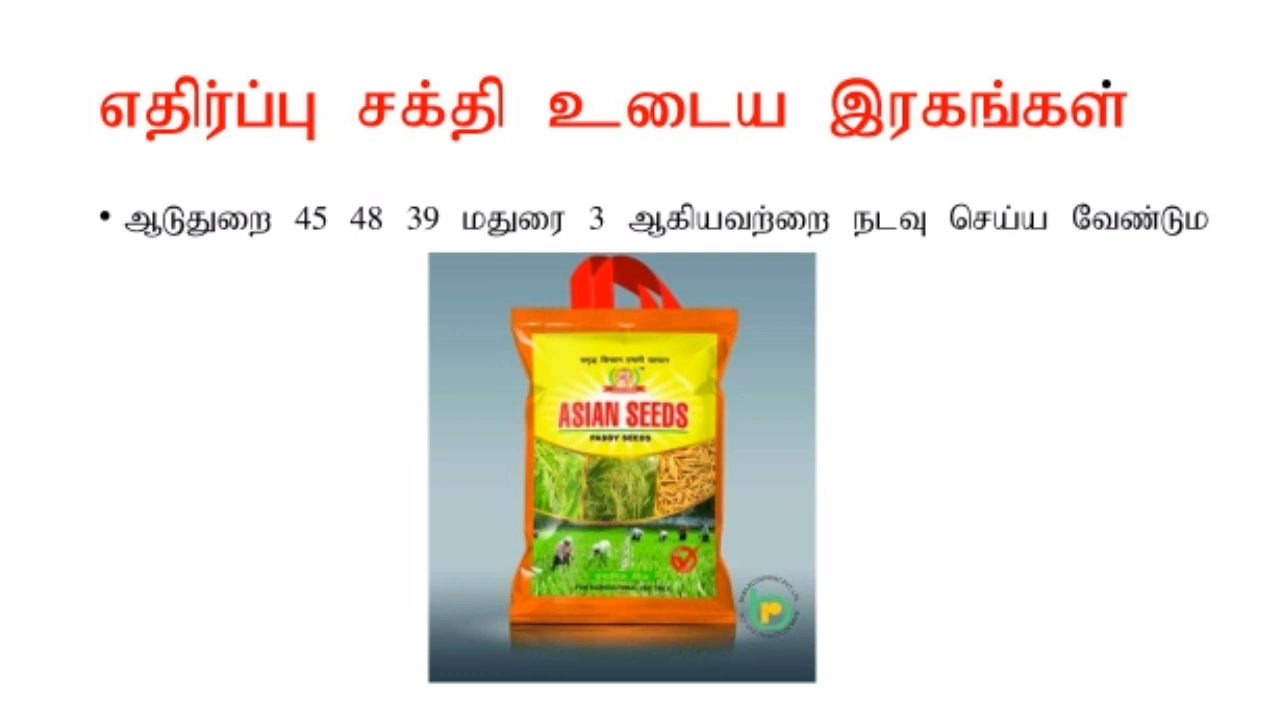 எதிர்ப்பு சக்தி உடைய இரகங்கள்
• ஆடுதுறை 45 48 39 மதுரை 3 ஆகியவற்றை நடவு செய்ய வேண்டும
ASIAN SEEDS
PADDY SEEDS